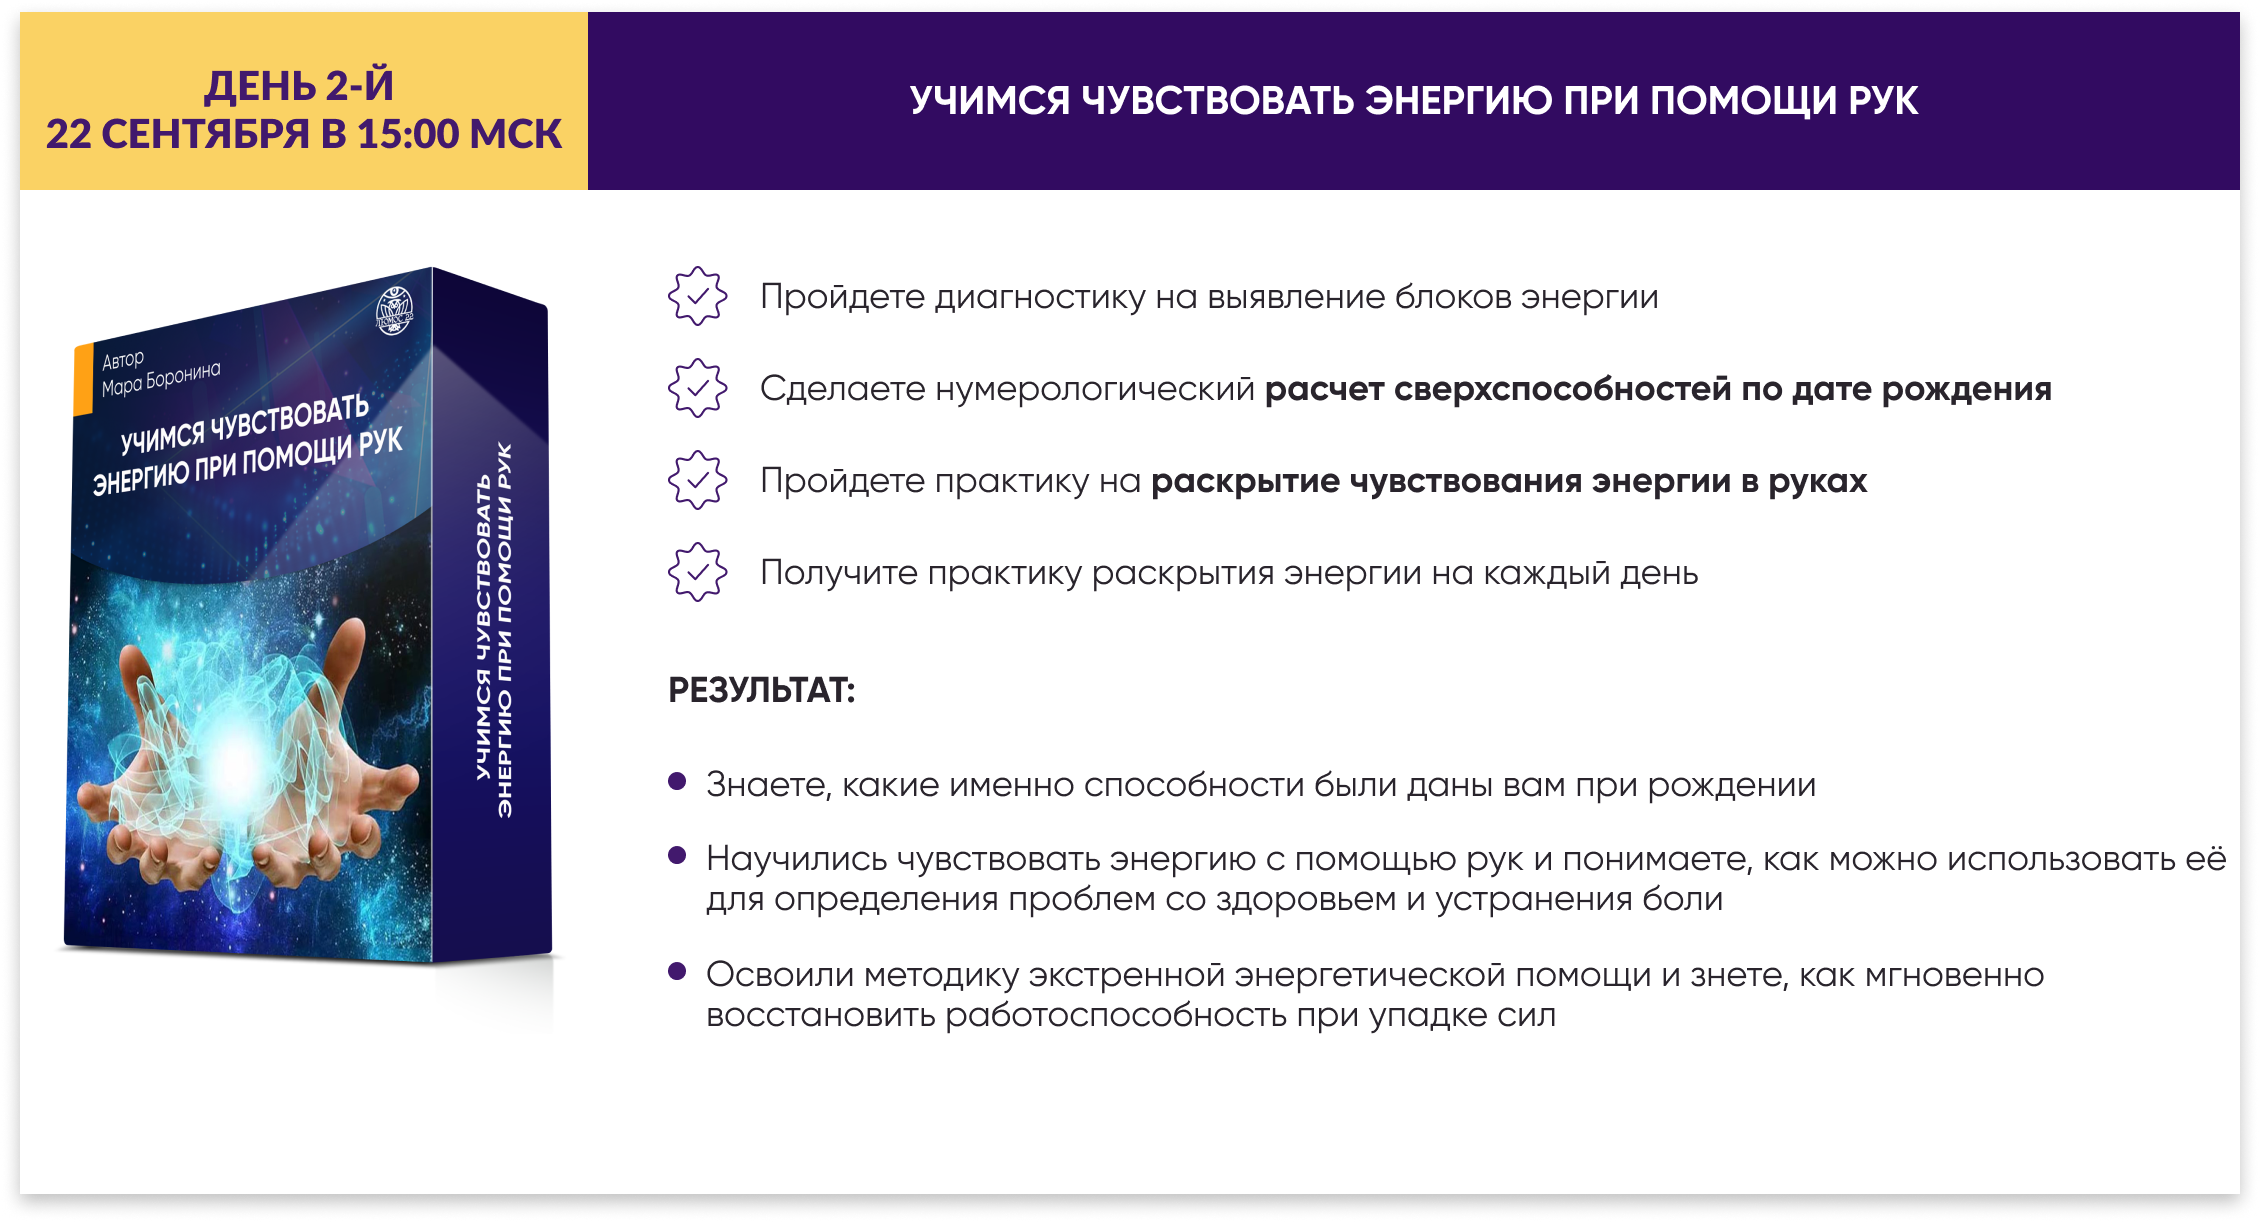 ДЕНЬ 2-Й
22 СЕНТЯБРЯ В 15:00 МСК
УЧИМСЯ ЧУВСТВОВАТЬ ЭНЕРГИЮ ПРИ ПОМОЩИ РУК
Автор
Мара Боронина
УЧИМСЯ ЧУВСТВОВАТЬ
ЭНЕРГИЮ ПРИ ПОМОЩИ РУК
УЧИМСЯ ЧУВСТВОВАТЬ
ЭНЕРГИЮ ПРИ ПОМОЩИ РУК
Пройдете диагностику на выявление блоков энергии
Сделаете нумерологический расчет сверхспособностей по дате рождения
Пройдете практику на раскрытие чувствования энергии в руках
Получите практику раскрытия энергии на каждый день
РЕЗУЛЬТАТ:
Знаете, какие именно способности были даны вам при рождении
Научились чувствовать энергию с помощью рук и понимаете, как можно использовать её
для определения проблем со здоровьем и устранения боли
Освоили методику экстренной энергетической помощи и знете, как мгновенно
восстановить работоспособность при упадке сил